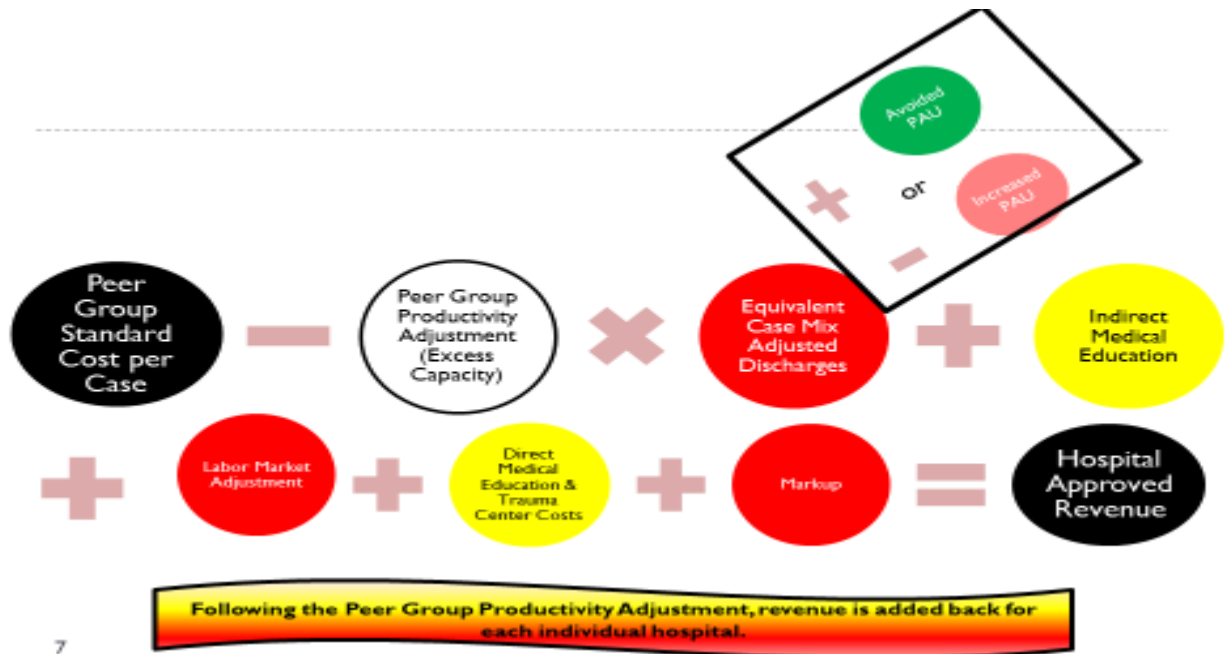 Avoided
PAU
or
Increased
PAU
Peer
Group
Standard
Cost per
Case
Peer Group
Productivity
Adjustment
(Excess
Capacity)
Equivalent
Case Mix
Adjusted
Discharges
Indirect
Medical
Education
Labor Market
Adjustment
Direct
Medical
Education &
Trauma
Center Costs
Markup
Hospital
Approved
Revenue
Following the Peer Group Productivity Adjustment, revenue is added back for
each individual hospital.
7